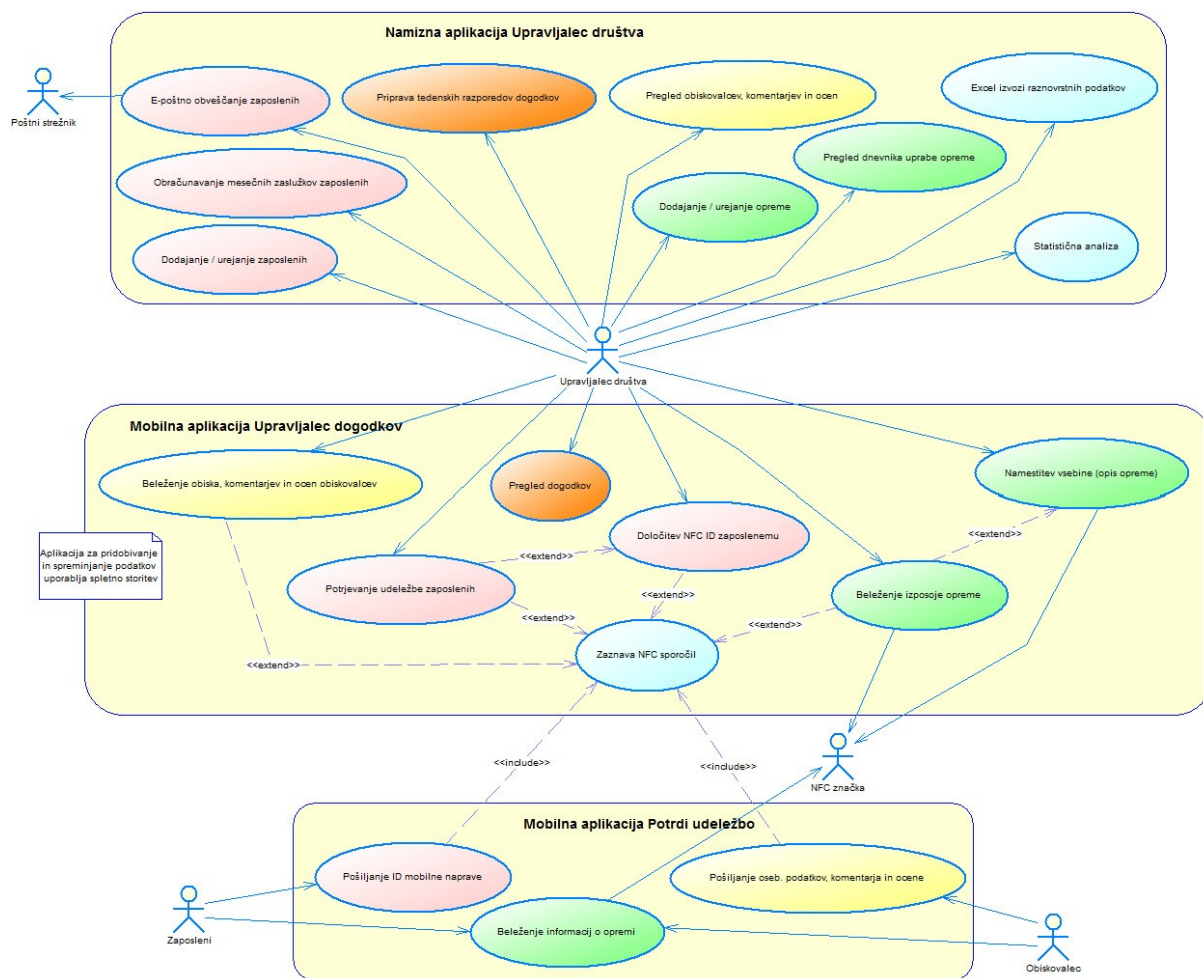 Namizna aplikacija Upravljalec društva
Poštni strežnik
E-poštno obveščanje zaposlenih
Priprava tedenskih razporedov dogodkov
Pregled obiskovalcev, komentarjev in ocen
Excel izvozi raznovrstnih podatkov
Obračunavanje mesečnih zaslužkov zaposlenih
Pregled dnevnika uprabe opreme
Dodajanje / urejanje opreme
Dodajanje / urejanje zaposlenih
Statistična analiza
Upravljalec društva
Mobilna aplikacija Upravljalec dogodkov
Beleženje obiska, komentarjev in ocen obiskovalcev
Pregled dogodkov
Namestitev vsebine (opis opreme)
Določitev NFC ID zaposlenemu
Aplikacija za pridobivanje
in spreminjanje podatkov
uporablja spletno storitev
<<extend>>
<<extend>>
Potrjevanje udeležbe zaposlenih
Beleženje izposoje opreme
<<extend>>
<<extend>>
<<extend>>
Zaznava NFC sporočil
<<extend>>
<<include>>
<<include>>
NFC značka
Mobilna aplikacija Potrdi udeležbo
Pošiljanje ID mobilne naprave
Pošiljanje oseb. podatkov, komentarja in ocene
Beleženje informacij o opremi
Zaposleni
Obiskovalec